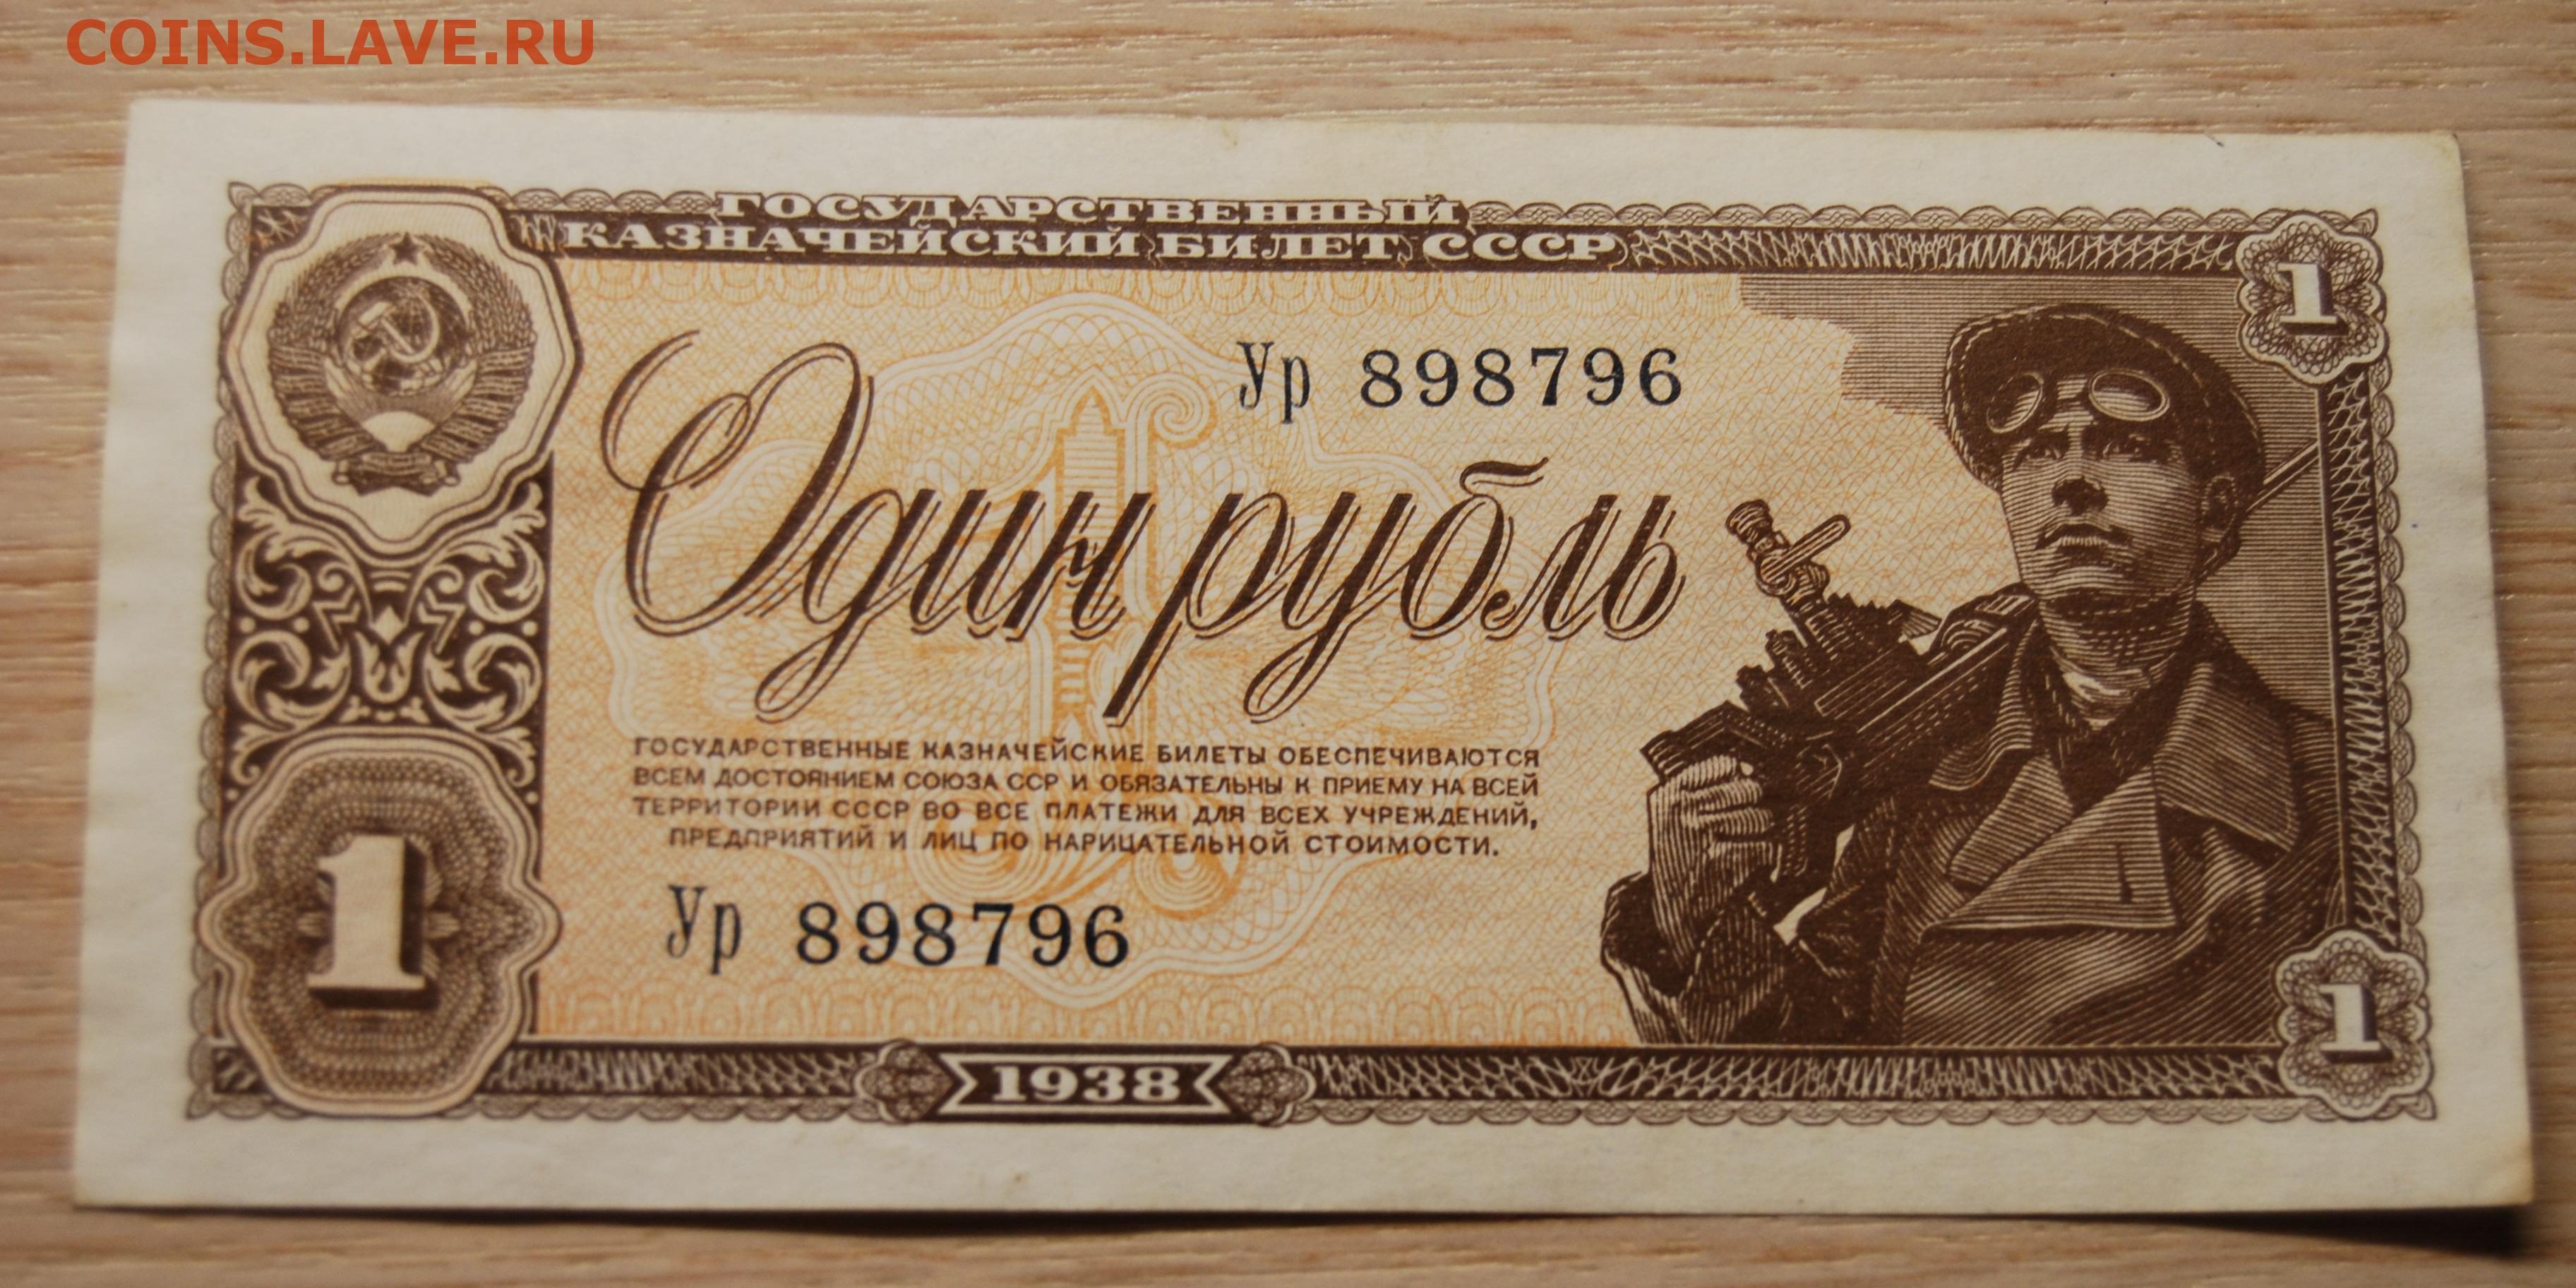 COINS.LAVE.RU
ГОСУДАРСТВЕННЫЙ
КАЗНАЧЕЙСКИЙ БИЛЕТ СССР
1
Ур 898796
Один рубль
ГОСУДАРСТВЕННЫЕ КАЗНАЧЕЙСКИЕ БИЛЕТЫ ОБЕСПЕЧИВАЮТСЯ
ВСЕМ ДОСТОЯНИЕМ СОЮЗА ССР И ОБЯЗАТЕЛЬНЫ К ПРИЕМУ НА ВСЕЙ
ТЕРРИТОРИИ СССР ВО ВСЕ ПЛАТЕЖИ ДЛЯ ВСЕХ УЧРЕЖДЕНИЙ,
ПРЕДПРИЯТИЙ И ЛИЦ ПО НАРИЦАТЕЛЬНОЙ СТОИМОСТИ.
1
Ур 898796
1
1938